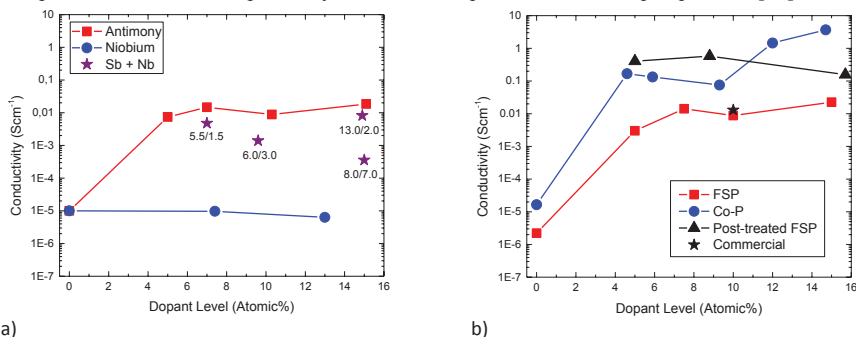 Antimony
Niobium
Sb + Nb
10
1
0,1
0,01
1E-3
1E-4
1E-5
1E-6
1E-7
Conductivity (Scm⁻¹)
5.5/1.5
6.0/3.0
13.0/2.0
8.0/7.0
0 2 4 6 8 10 12 14 16
Dopant Level (Atomic%)
a)
10
1
0,1
0,01
1E-3
1E-4
1E-5
1E-6
1E-7
Conductivity (Scm⁻¹)
FSP
Co-P
Post-treated FSP
Commercial
0 2 4 6 8 10 12 14 16
Dopant Level (Atomic%)
b)